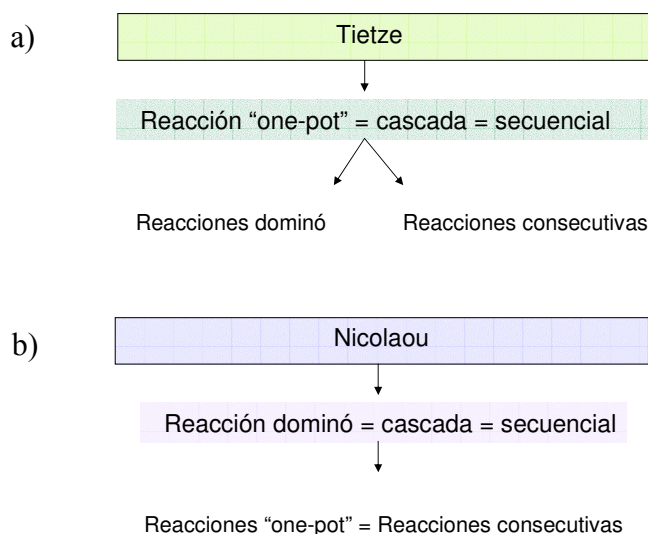 a)
Tietze
Reacción “one-pot” = cascada = secuencial
Reacciones dominó
Reacciones consecutivas
b)
Nicolaou
Reacción dominó = cascada = secuencial
Reacciones “one-pot” = Reacciones consecutivas